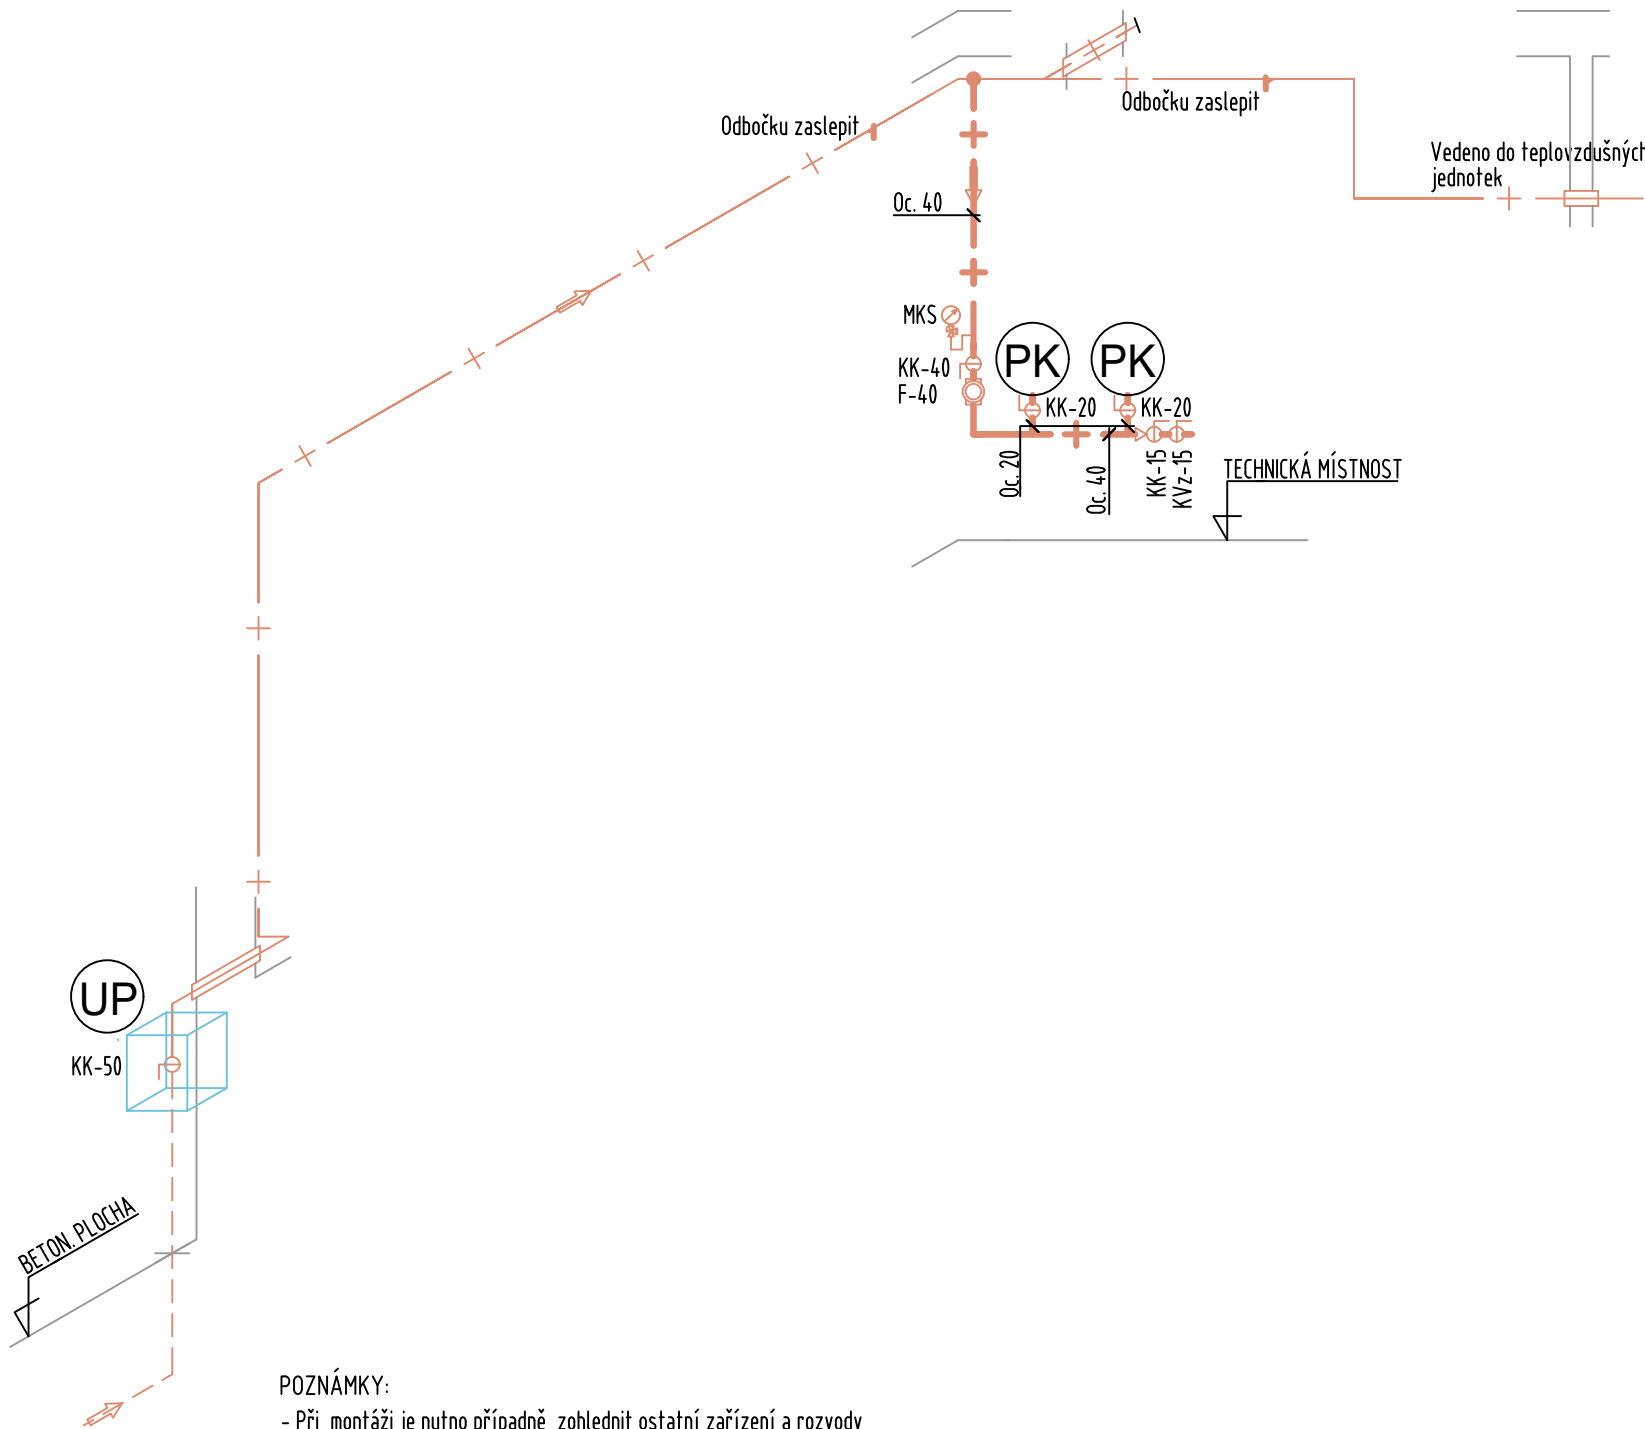 Odbočku zaslepit
Odbočku zaslepit
Vedeno do teplovzdušných
jednotek
Oc. 40
MKS
PK
PK
KK-40
F-40
KK-20
KK-20
Oc. 20
Oc. 40
KK-15
KVz-15
TECHNICKÁ MÍSTNOST
UP
KK-50
BETON. PLOCHA
POZNÁMKY:
- Při montáži je nutno případně zohlednit ostatní zařízení a rozvody